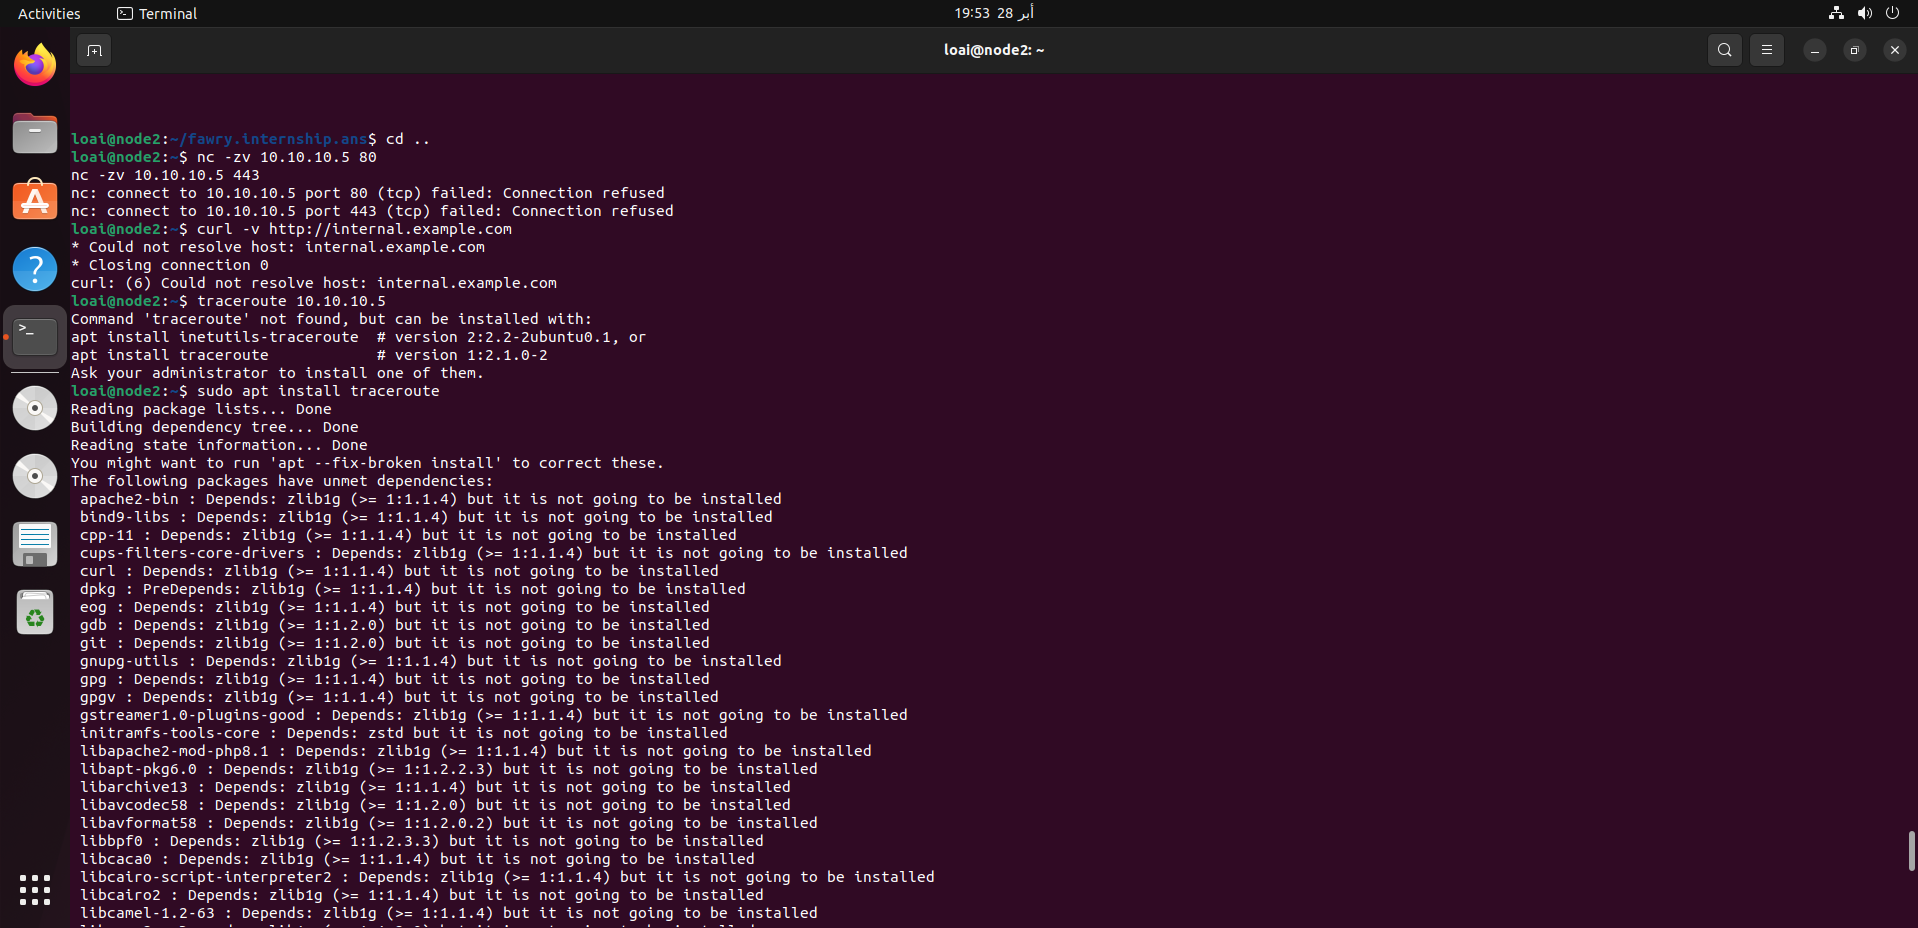 Activities
Terminal
19:53 28 أبر
loai@node2: ~
loai@node2:~/fawry.internship.ans$ cd ..
loai@node2:~$ nc -zv 10.10.10.5 80
nc -zv 10.10.10.5 443
nc: connect to 10.10.10.5 port 80 (tcp) failed: Connection refused
nc: connect to 10.10.10.5 port 443 (tcp) failed: Connection refused
loai@node2:~$ curl -v http://internal.example.com
* Could not resolve host: internal.example.com
* Closing connection 0
curl: (6) Could not resolve host: internal.example.com
loai@node2:~$ traceroute 10.10.10.5
Command 'traceroute' not found, but can be installed with:
apt install inetutils-traceroute  # version 2:2.2-2ubuntu0.1, or
apt install traceroute            # version 1:2.1.0-2
Ask your administrator to install one of them.
loai@node2:~$ sudo apt install traceroute
Reading package lists... Done
Building dependency tree... Done
Reading state information... Done
You might want to run 'apt --fix-broken install' to correct these.
The following packages have unmet dependencies:
 apache2-bin : Depends: zlib1g (>= 1:1.1.4) but it is not going to be installed
 bind9-libs : Depends: zlib1g (>= 1:1.1.4) but it is not going to be installed
 cpp-11 : Depends: zlib1g (>= 1:1.1.4) but it is not going to be installed
 cups-filters-core-drivers : Depends: zlib1g (>= 1:1.1.4) but it is not going to be installed
 curl : Depends: zlib1g (>= 1:1.1.4) but it is not going to be installed
 dpkg : PreDepends: zlib1g (>= 1:1.1.4) but it is not going to be installed
 eog : Depends: zlib1g (>= 1:1.1.4) but it is not going to be installed
 gdb : Depends: zlib1g (>= 1:1.2.0) but it is not going to be installed
 git : Depends: zlib1g (>= 1:1.2.0) but it is not going to be installed
 gnupg-utils : Depends: zlib1g (>= 1:1.1.4) but it is not going to be installed
 gpg : Depends: zlib1g (>= 1:1.1.4) but it is not going to be installed
 gpgv : Depends: zlib1g (>= 1:1.1.4) but it is not going to be installed
 gstreamer1.0-plugins-good : Depends: zlib1g (>= 1:1.1.4) but it is not going to be installed
 initramfs-tools-core : Depends: zstd but it is not going to be installed
 libapache2-mod-php8.1 : Depends: zlib1g (>= 1:1.1.4) but it is not going to be installed
 libapt-pkg6.0 : Depends: zlib1g (>= 1:1.2.2.3) but it is not going to be installed
 libarchive13 : Depends: zlib1g (>= 1:1.1.4) but it is not going to be installed
 libavcodec58 : Depends: zlib1g (>= 1:1.2.0) but it is not going to be installed
 libavformat58 : Depends: zlib1g (>= 1:1.2.0.2) but it is not going to be installed
 libbpf0 : Depends: zlib1g (>= 1:1.2.3.3) but it is not going to be installed
 libcaca0 : Depends: zlib1g (>= 1:1.1.4) but it is not going to be installed
 libcairo-script-interpreter2 : Depends: zlib1g (>= 1:1.1.4) but it is not going to be installed
 libcairo2 : Depends: zlib1g (>= 1:1.1.4) but it is not going to be installed
 libcamel-1.2-63 : Depends: zlib1g (>= 1:1.1.4) but it is not going to be installed